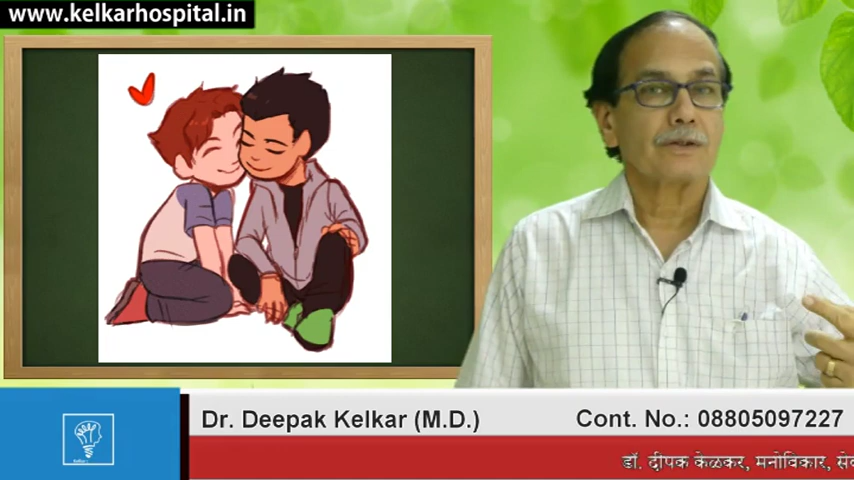 www.kelkarhospital.in
Dr. Deepak Kelkar (M.D.)
Cont. No.: 08805097227
डॉ. दीपक केळकर, मनोविकार,